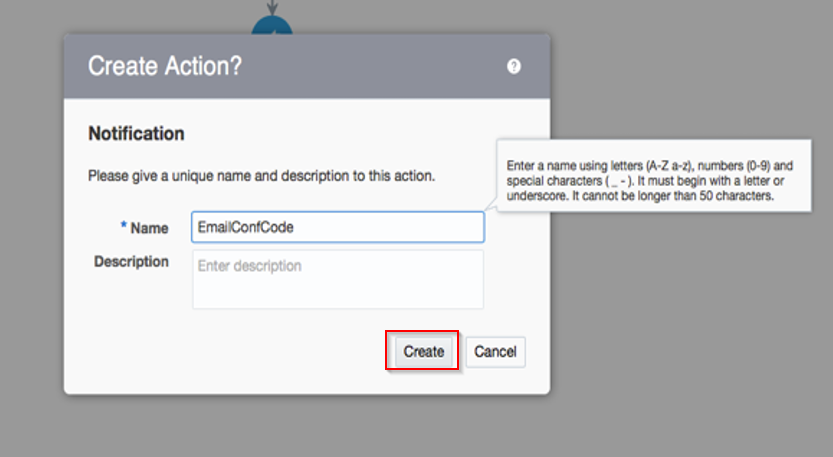 Create Action?
?
Notification
Please give a unique name and description to this action.
Enter a name using letters (A-Z a-z), numbers (0-9) and
special characters ( _ - ). It must begin with a letter or
underscore. It cannot be longer than 50 characters.
* Name EmailConfCode
Description Enter description
Create Cancel